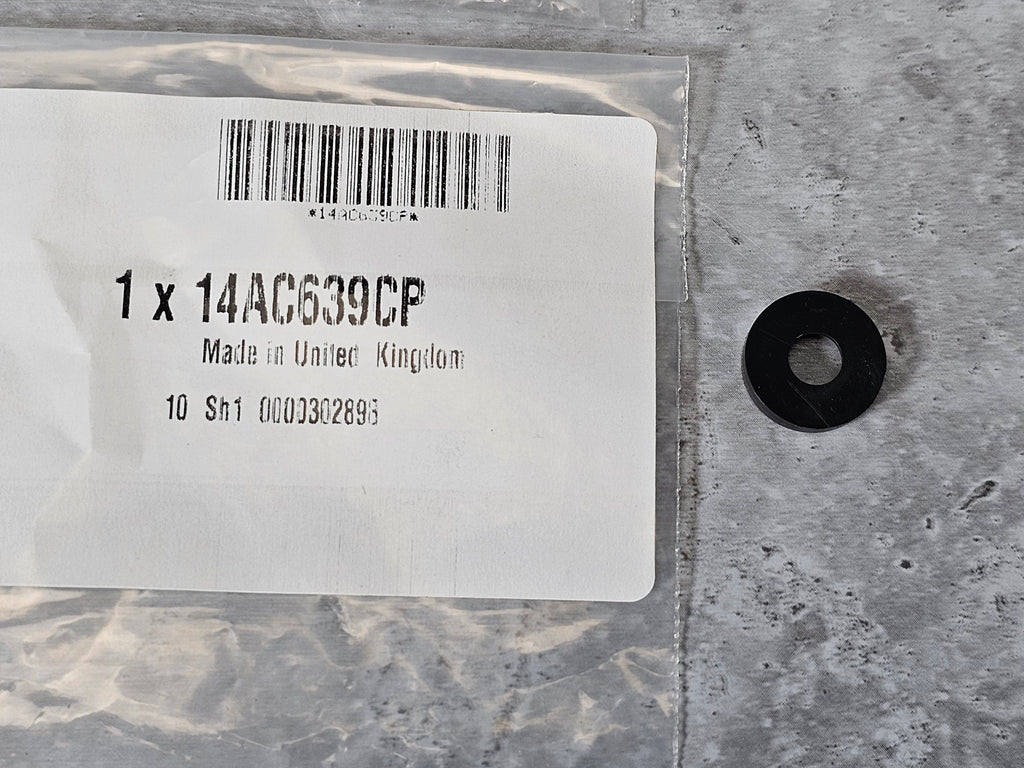 *14AC639CP*
1 x 14AC639CP
Made in United Kingdom
10 Sh1 0000302896